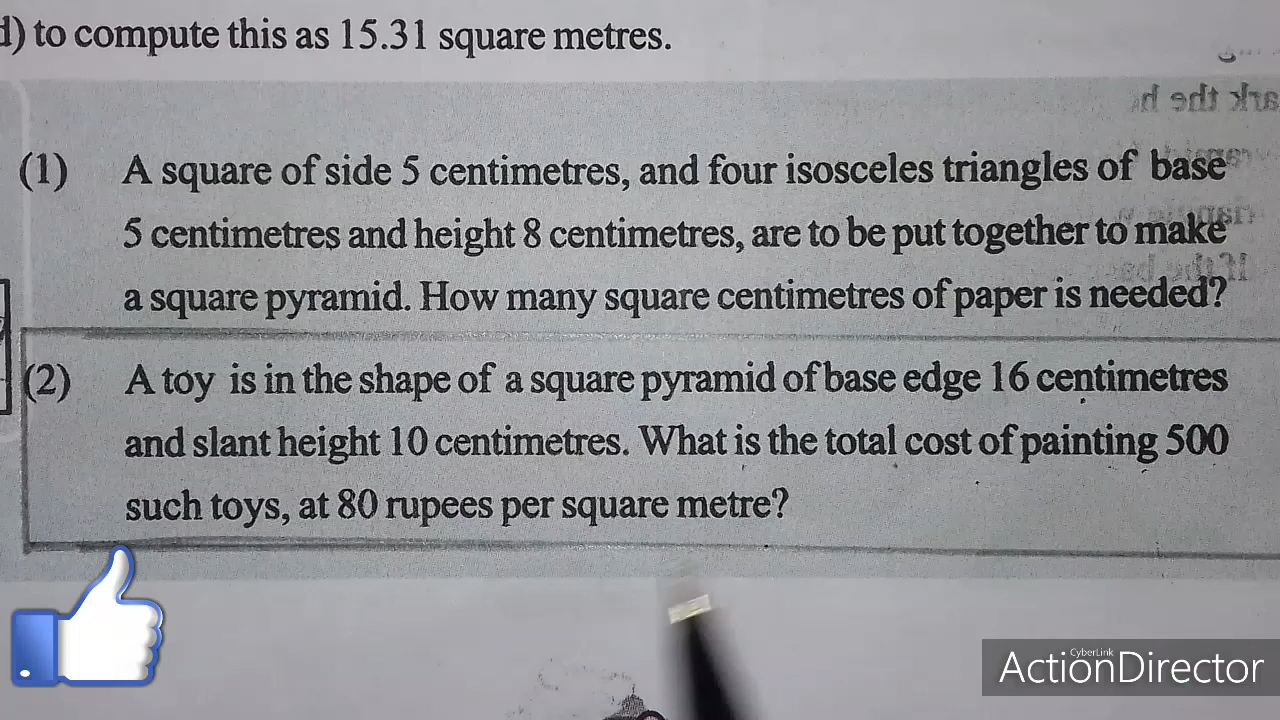 d) to compute this as 15.31 square metres.
ark the h
(1) A square of side 5 centimetres, and four isosceles triangles of base
5 centimetres and height 8 centimetres, are to be put together to make
a square pyramid. How many square centimetres of paper is needed?
(2) A toy is in the shape of a square pyramid of base edge 16 centimetres
and slant height 10 centimetres. What is the total cost of painting 500
such toys, at 80 rupees per square metre?
CyberLink
ActionDirector